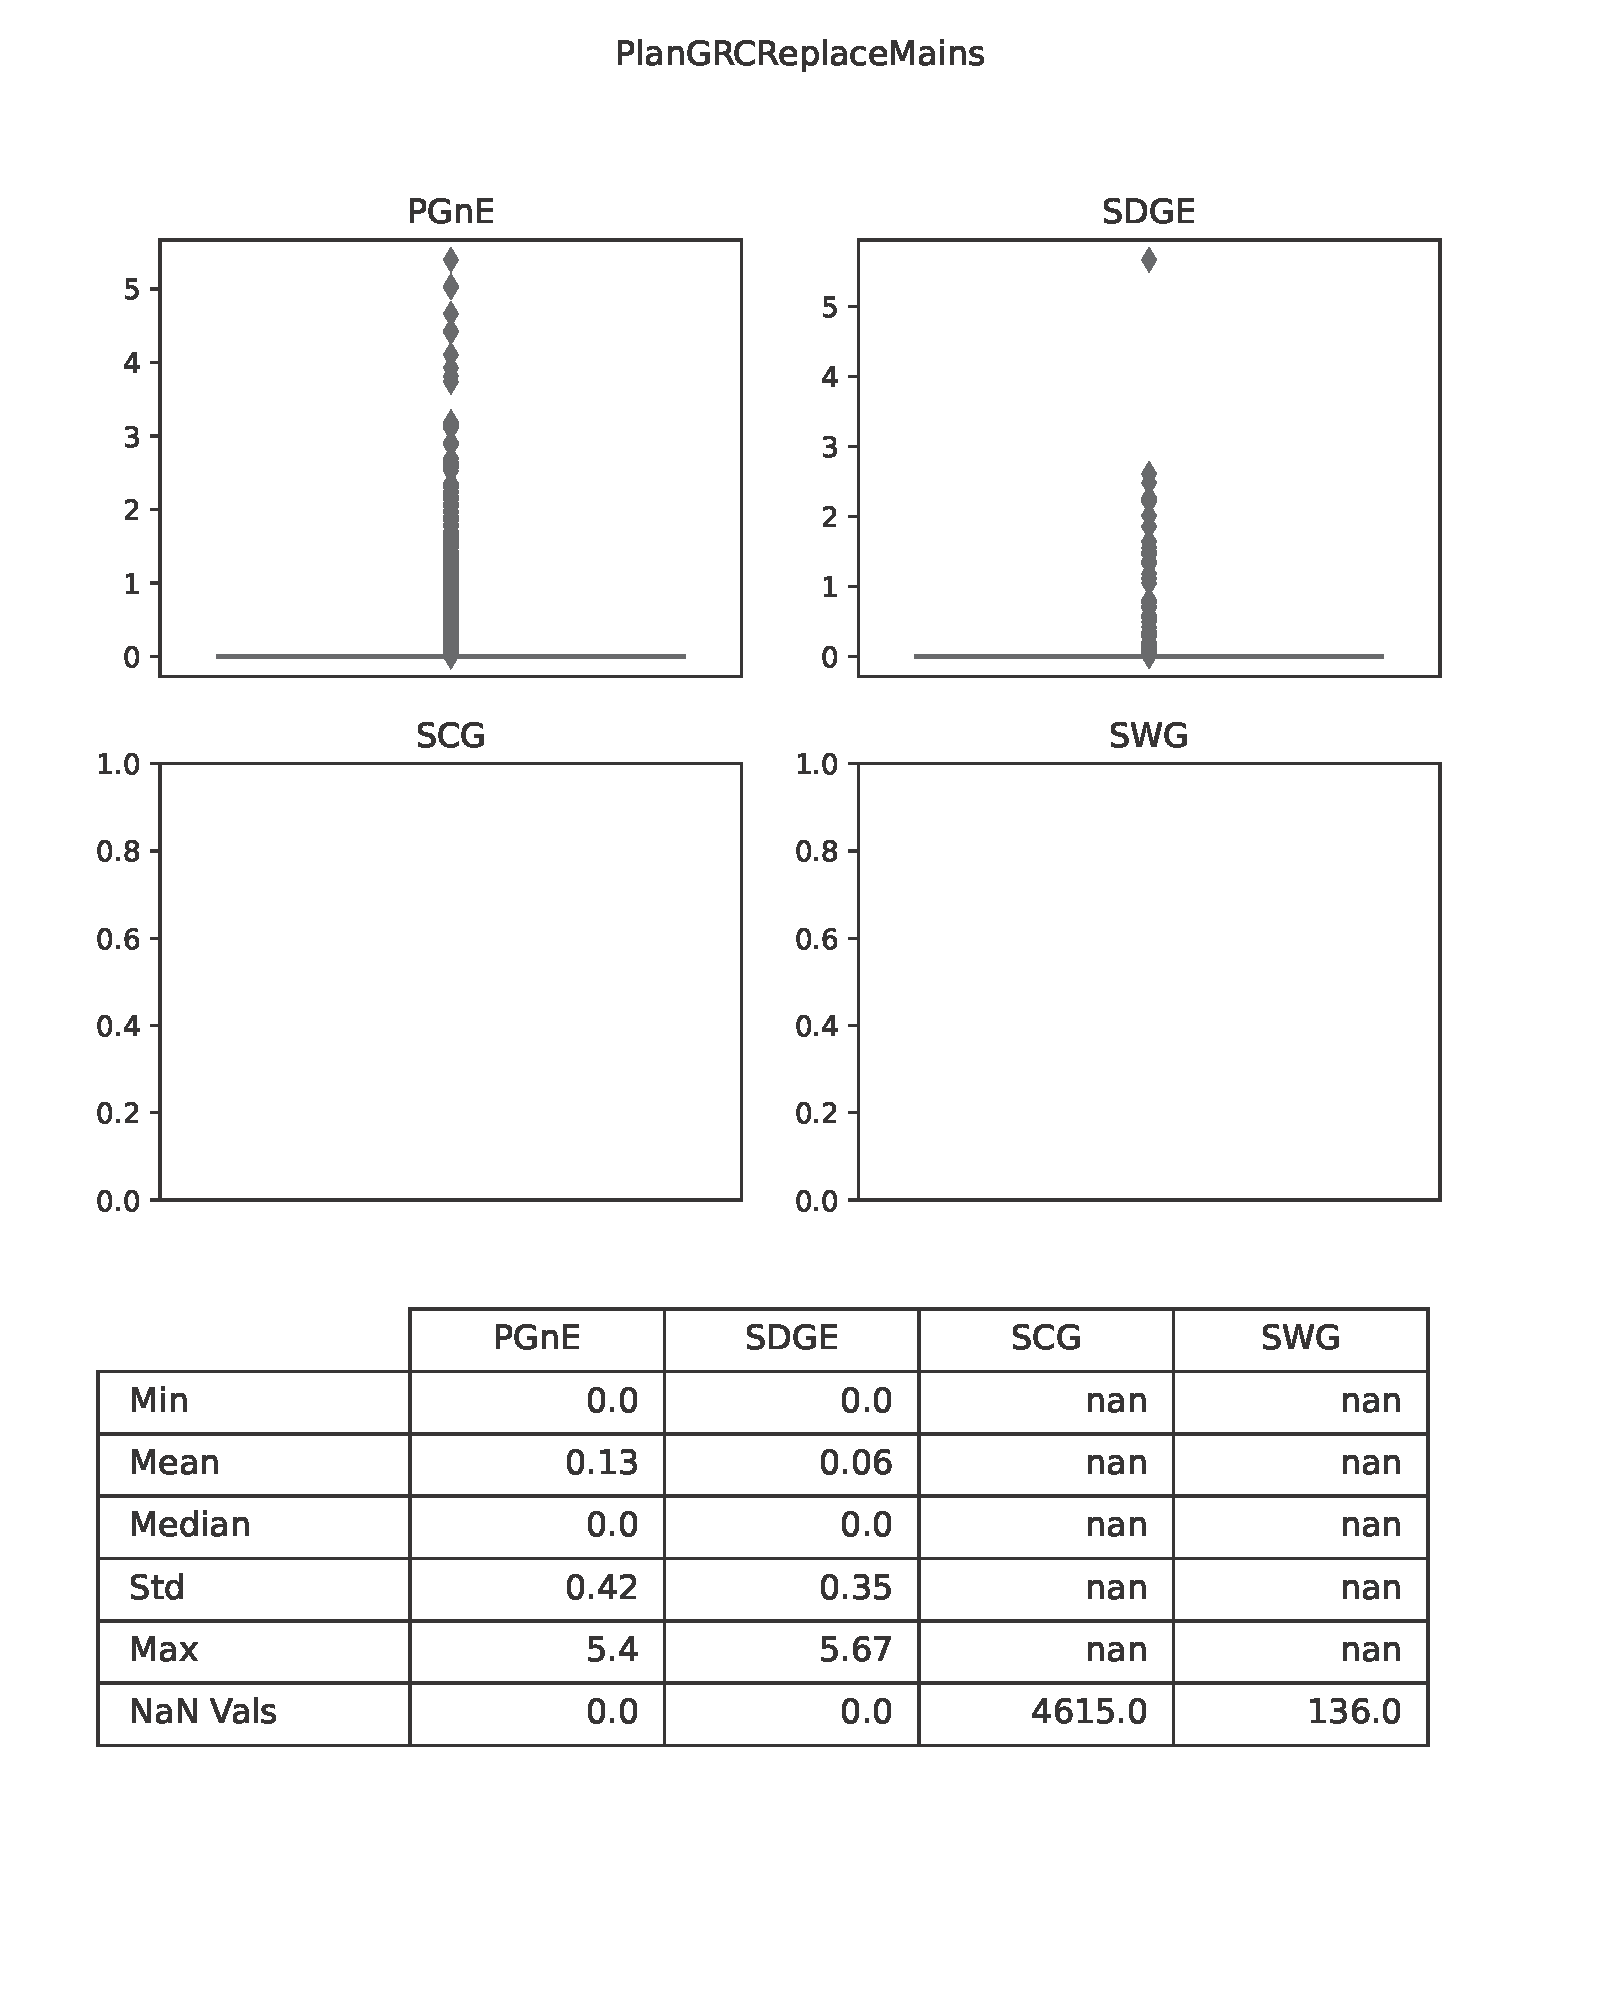 PlanGRCReplaceMains
PGnE
5
4
3
2
1
0
SDGE
5
4
3
2
1
0
SCG
1.0
0.8
0.6
0.4
0.2
0.0
SWG
1.0
0.8
0.6
0.4
0.2
0.0
PGnE SDGE SCG SWG
Min 0.0 0.0 nan nan
Mean 0.13 0.06 nan nan
Median 0.0 0.0 nan nan
Std 0.42 0.35 nan nan
Max 5.4 5.67 nan nan
NaN Vals 0.0 0.0 4615.0 136.0